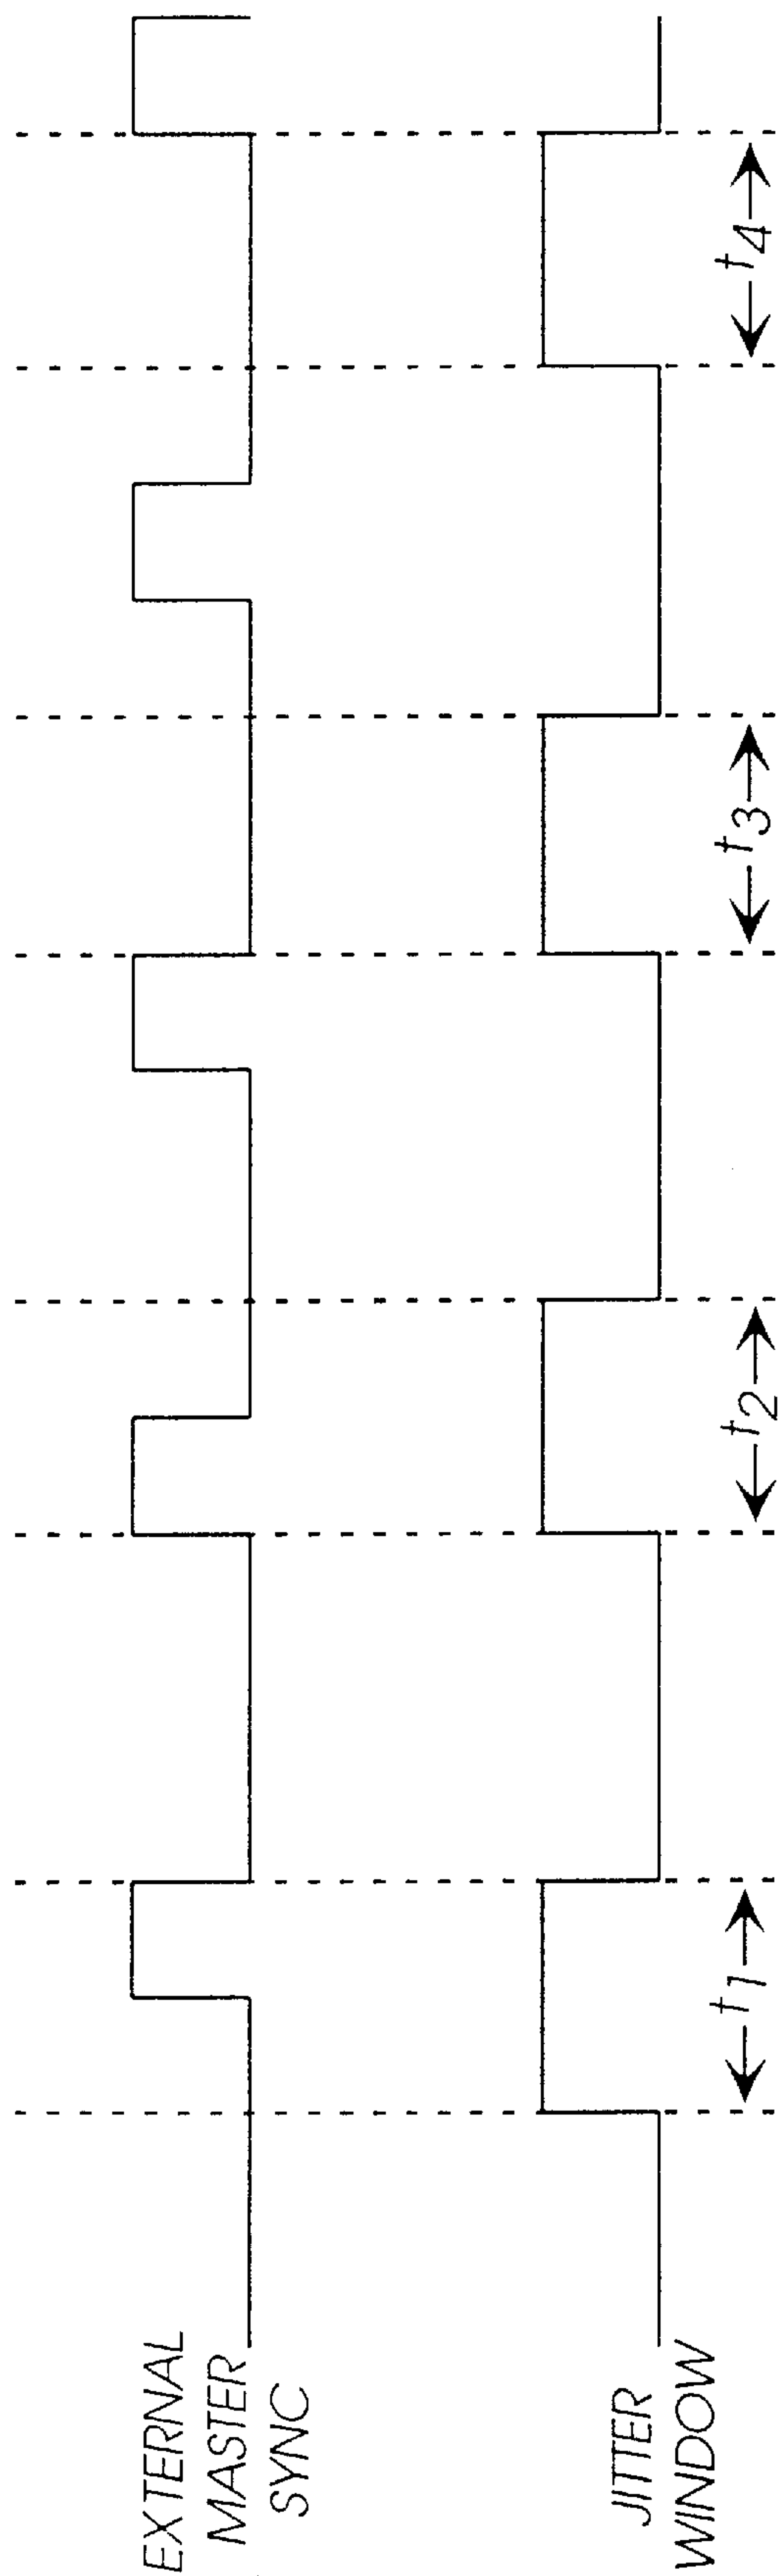 EXTERNAL
MASTER
SYNC
JITTER
WINDOW
t1
t2
t3
t4